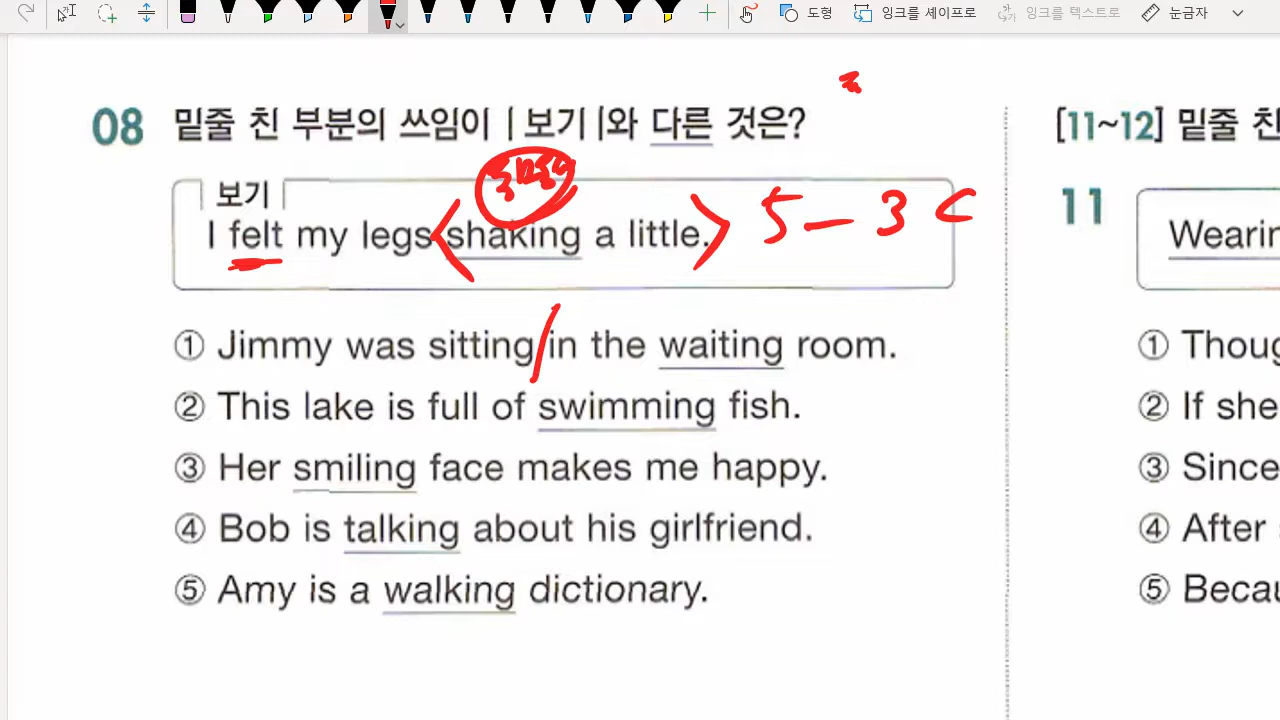 도형 잉크를 셰이프로 잉크를 텍스트로 눈금자
08 밑줄 친 부분의 쓰임이 |보기|와 다른 것은?
보기
I felt my legs shaking a little. 5 - 3 c
① Jimmy was sitting in the waiting room.
② This lake is full of swimming fish.
③ Her smiling face makes me happy.
④ Bob is talking about his girlfriend.
⑤ Amy is a walking dictionary.
[11~12] 밑줄 친
11
① 
② If she
③ Since
④ After
⑤